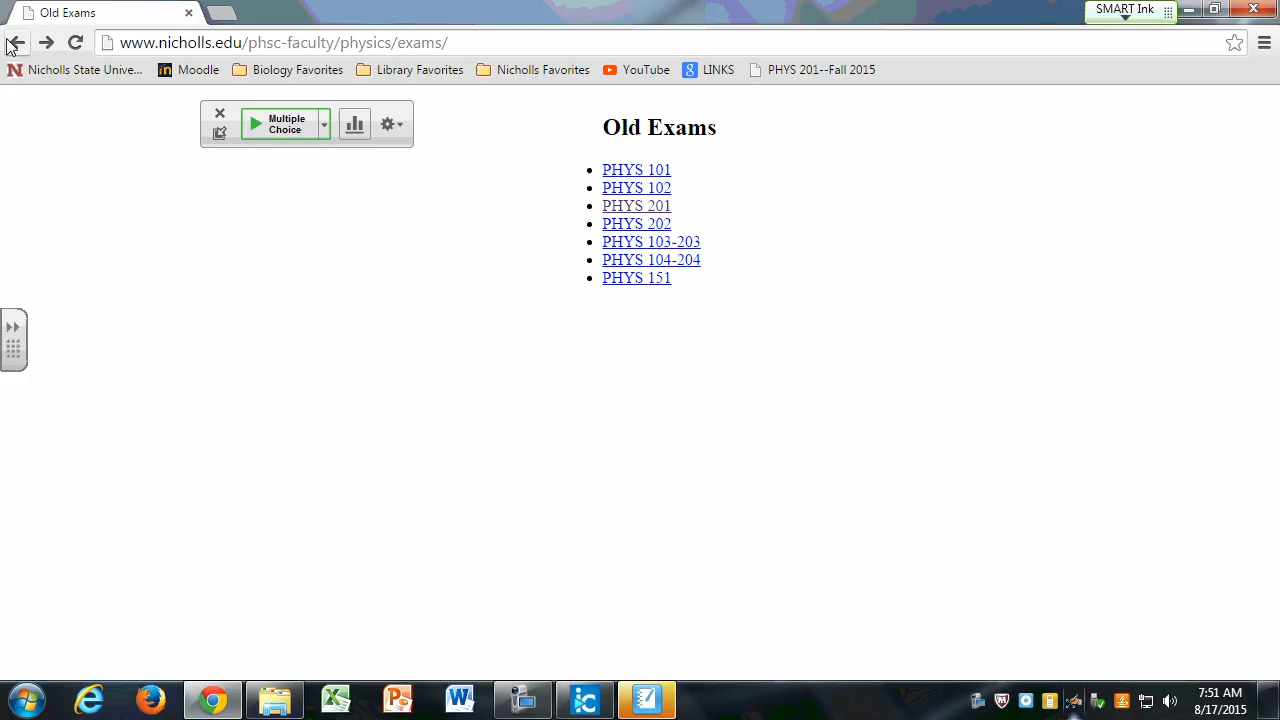 Old Exams
SMART Ink
www.nicholls.edu/phsc-faculty/physics/exams/
Nicholls State Unive...
Moodle
Biology Favorites
Library Favorites
Nicholls Favorites
YouTube
LINKS
PHYS 201--Fall 2015
Multiple
Choice
Old Exams
PHYS 101
PHYS 102
PHYS 201
PHYS 202
PHYS 103-203
PHYS 104-204
PHYS 151
7:51 AM
8/17/2015